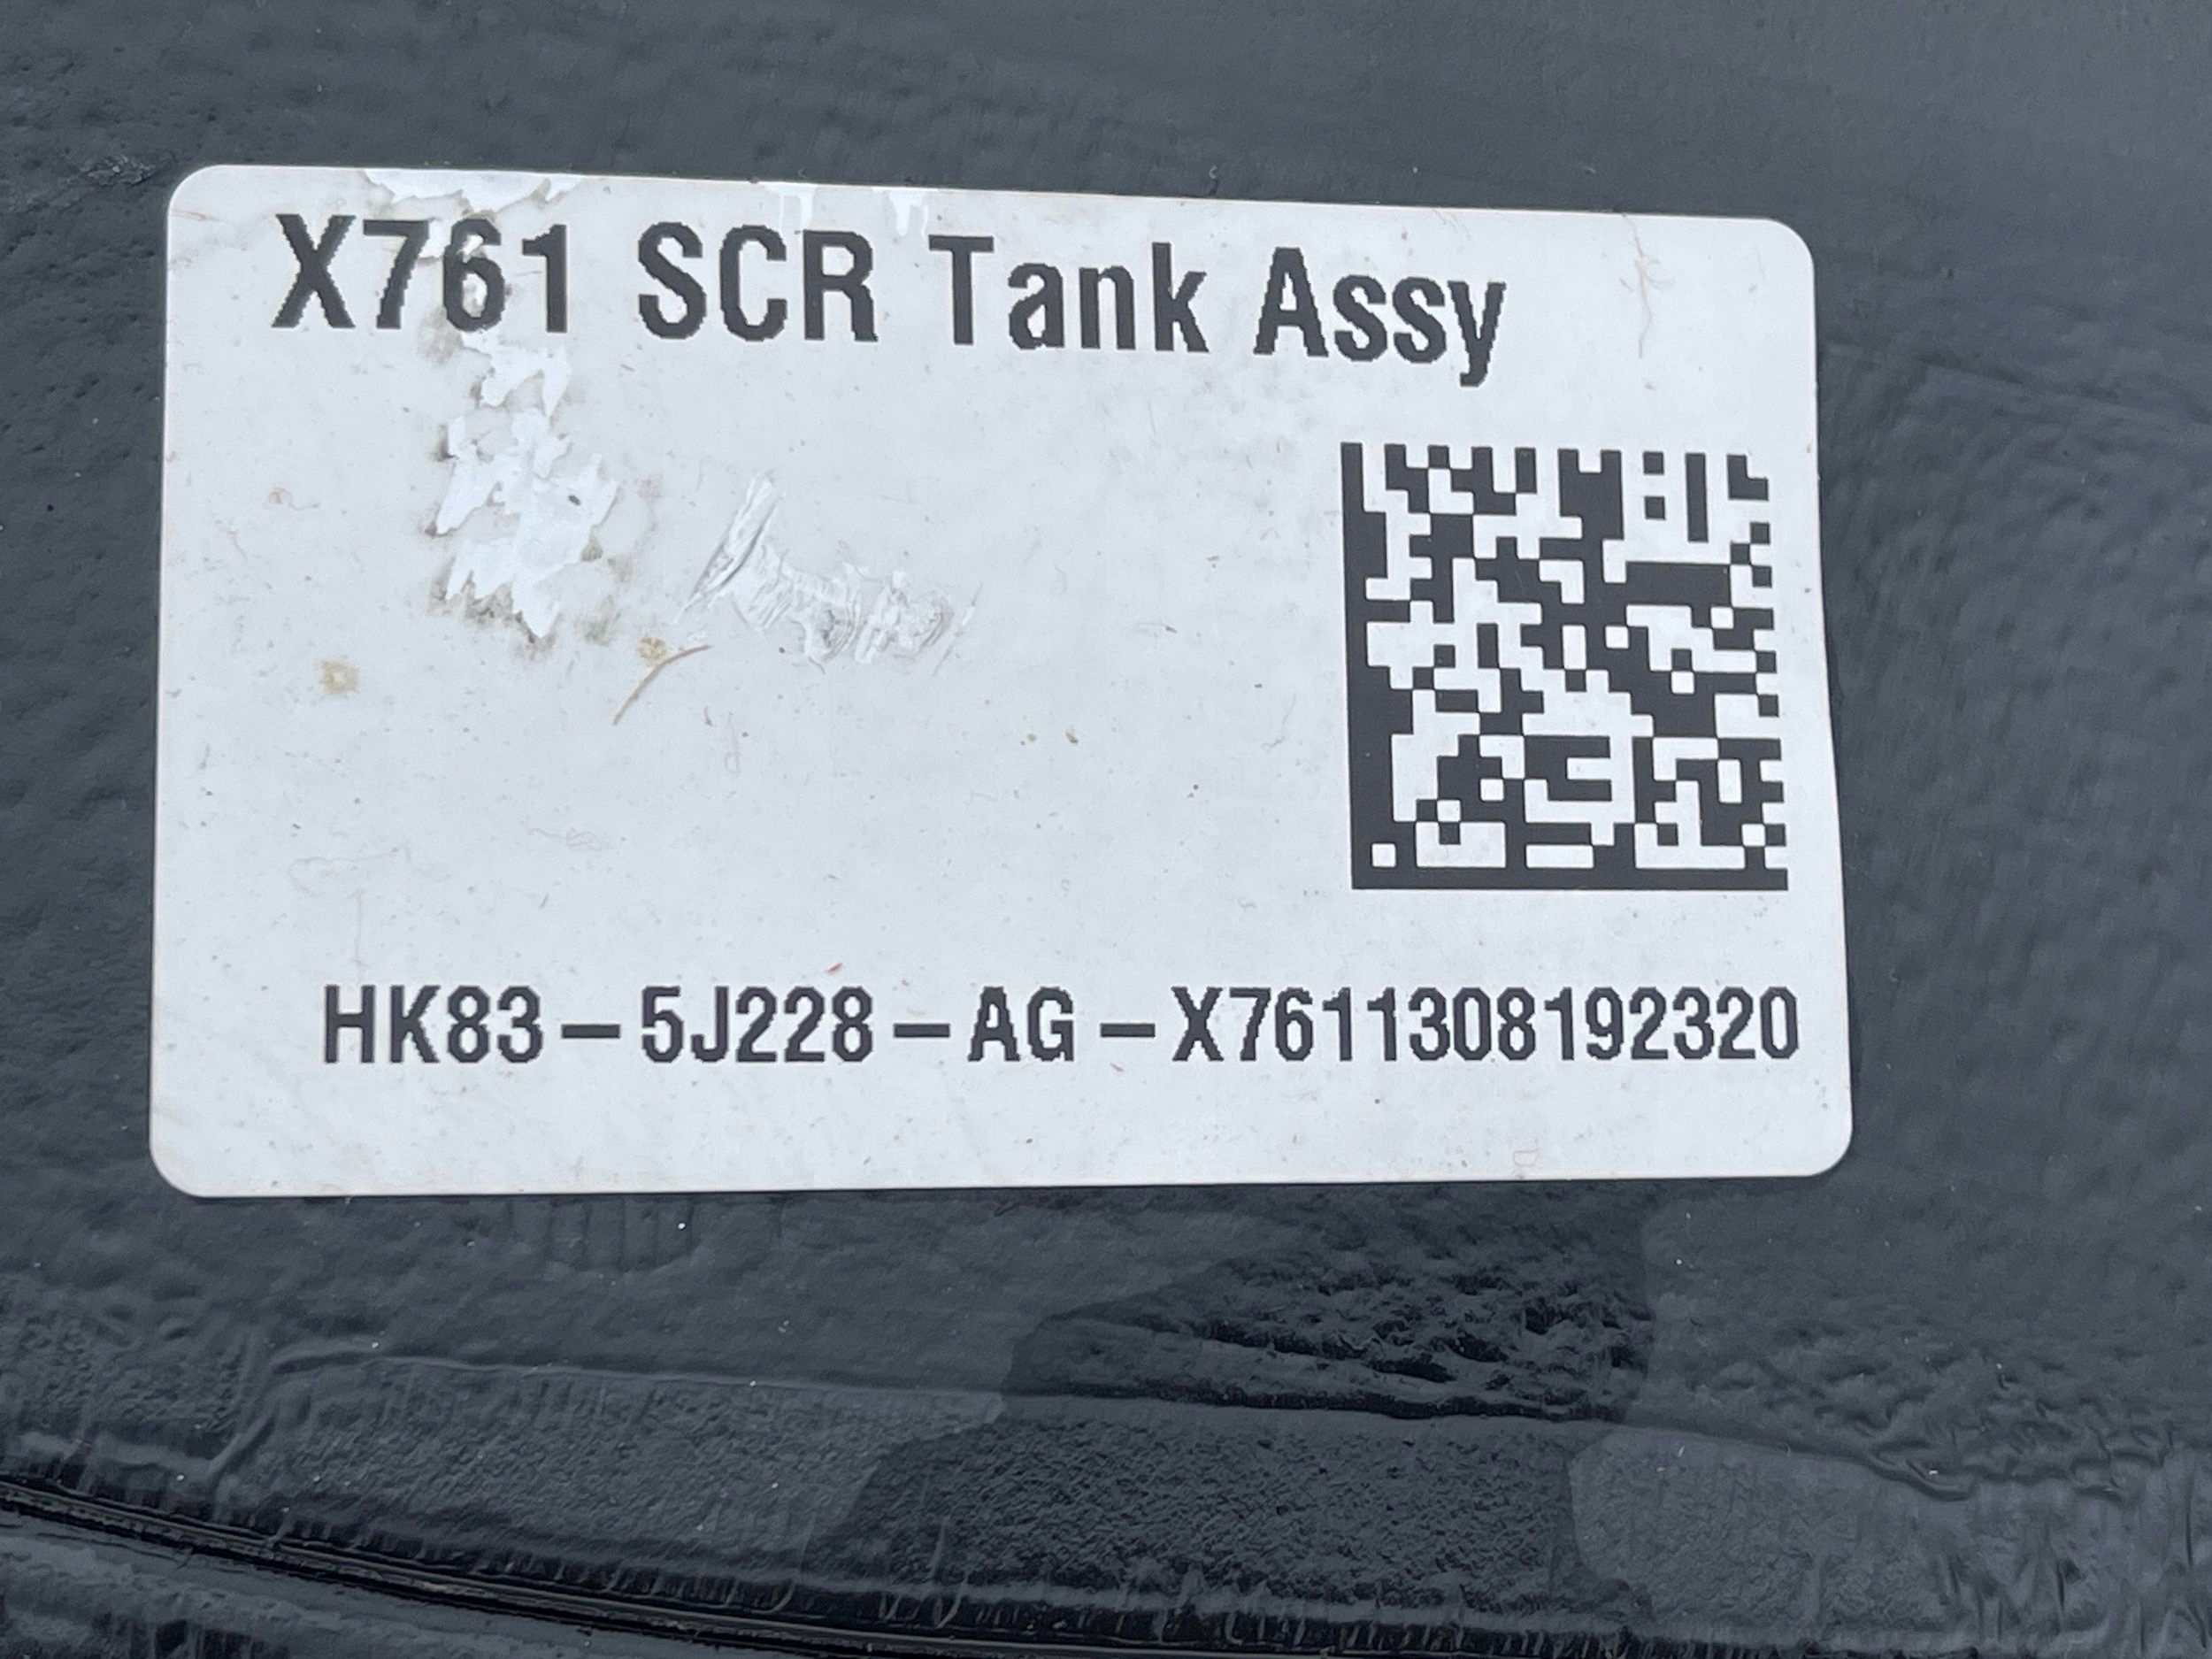 X761 SCR Tank Assy
HK83-5J228-AG-X7611308192320